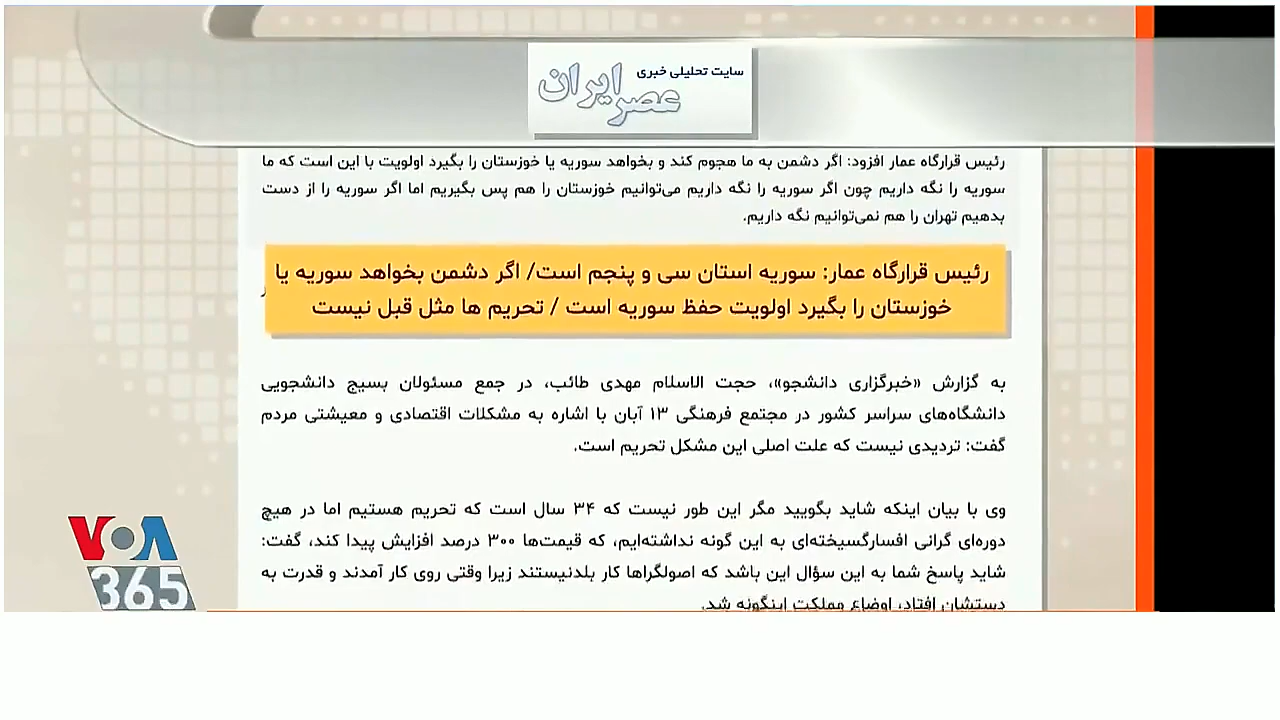 سایت تحلیلی خبری
عصر ایران
رئیس قرارگاه عمار افزود: اگر دشمن به ما هجوم کند و بخواهد سوریه یا خوزستان را بگیرد اولویت با این است که ما
سوریه را نگه داریم چون اگر سوریه را نگه داریم می‌توانیم خوزستان را هم پس بگیریم اما اگر سوریه را از دست
بدهیم تهران را هم نمی‌توانیم نگه داریم.
رئیس قرارگاه عمار: سوریه استان سی و پنجم است/ اگر دشمن بخواهد سوریه یا
خوزستان را بگیرد اولویت حفظ سوریه است / تحریم ها مثل قبل نیست
به گزارش «خبرگزاری دانشجو»، حجت الاسلام مهدی طائب، در جمع مسئولان بسیج دانشجویی
دانشگاه‌های سراسر کشور در مجتمع فرهنگی ۱۳ آبان با اشاره به مشکلات اقتصادی و معیشتی مردم
گفت: تردیدی نیست که علت اصلی این مشکل تحریم است.
وی با بیان اینکه شاید بگویید مگر این طور نیست که ۳۴ سال است که تحریم هستیم اما در هیچ
دوره‌ای گرانی افسارگسیخته‌ای به این گونه نداشته‌ایم، که قیمت‌ها ۳۰۰ درصد افزایش پیدا کند، گفت:
شاید پاسخ شما به این سؤال این باشد که اصولگراها کار بلدنیستند زیرا وقتی روی کار آمدند و قدرت به
دستشان افتاد، اوضاع مملکت اینگونه شد.
VOA
365